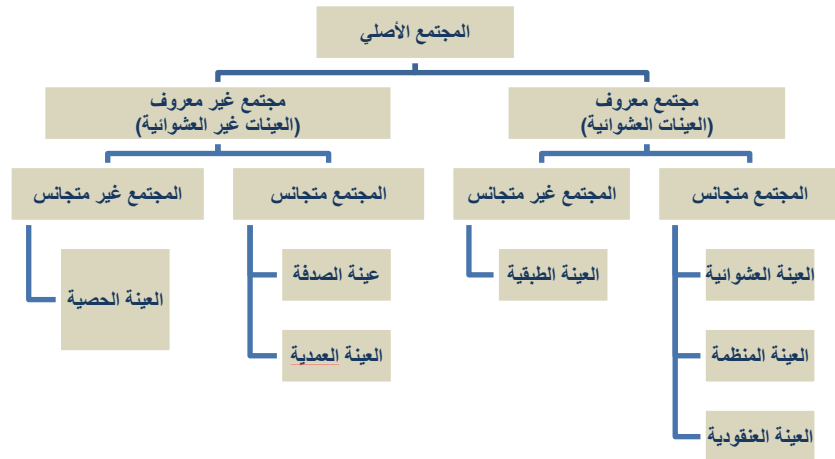 المجتمع الأصلي
مجتمع معروف
(العينات العشوائية)
مجتمع غير معروف
(العينات غير العشوائية)
المجتمع متجانس
المجتمع غير متجانس
المجتمع متجانس
المجتمع غير متجانس
العينة العشوائية
العينة الطبقية
عينة الصدفة
العينة الحصية
العينة المنظمة
العينة العمدية
العينة العنقودية